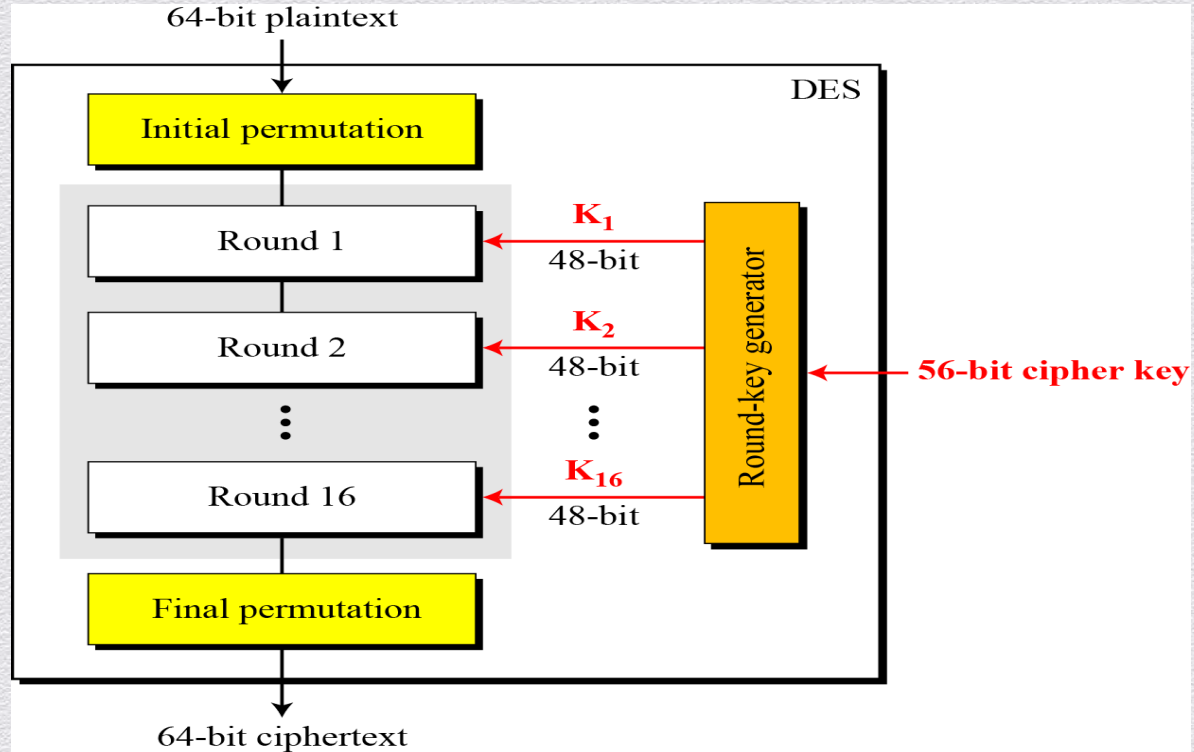 64-bit plaintext
DES
Initial permutation
K₁
Round 1
48-bit
K₂
Round 2
48-bit
Round-key generator
56-bit cipher key
...
...
K₁₆
Round 16
48-bit
Final permutation
64-bit ciphertext